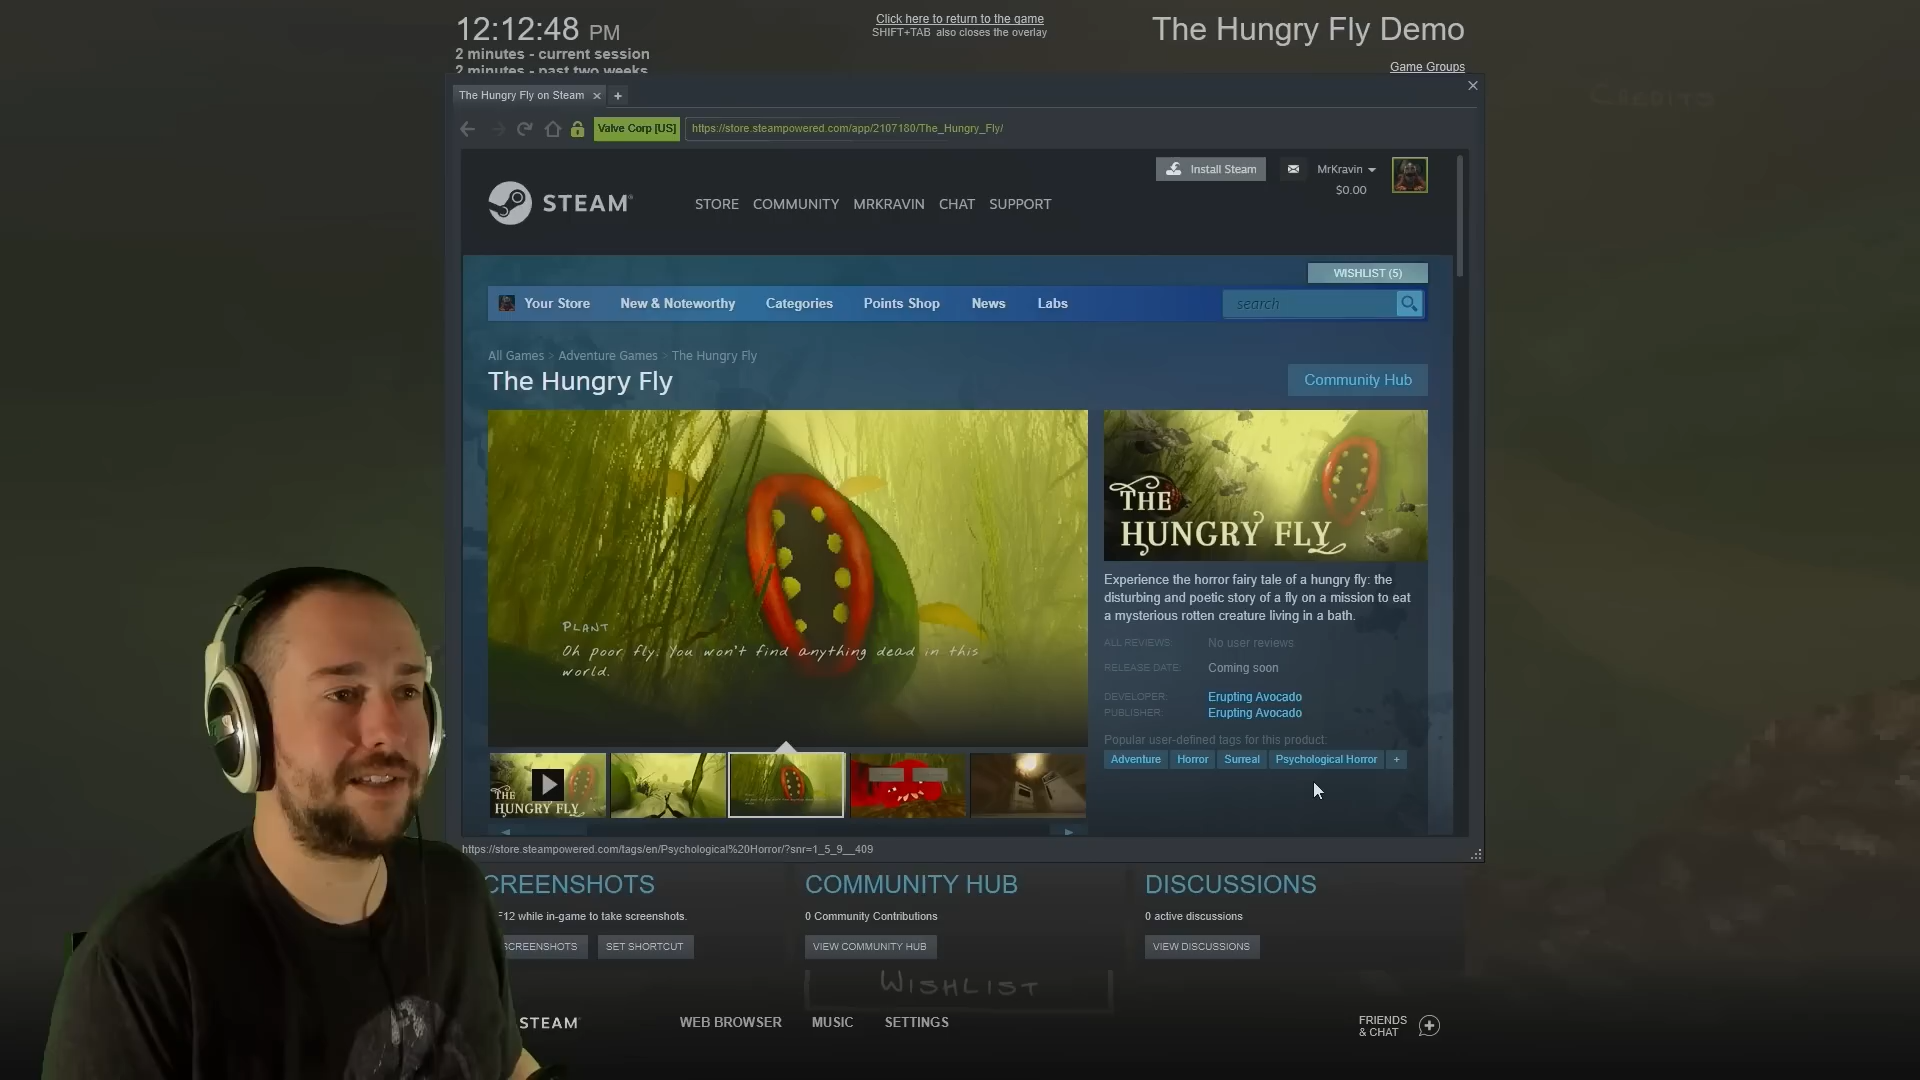 12:12:48 PM
2 minutes - current session
2 minutes - past two weeks
Click here to return to the game
SHIFT+TAB also closes the overlay
The Hungry Fly Demo
Game Groups
Credits
The Hungry Fly on Steam
Valve Corp [US]
https://store.steampowered.com/app/2107180/The_Hungry_Fly/
Install Steam
MrKravin
$0.00
STEAM®
STORE COMMUNITY MRKRAVIN CHAT SUPPORT
WISHLIST (5)
Your Store New & Noteworthy Categories Points Shop News Labs
search
All Games > Adventure Games > The Hungry Fly
The Hungry Fly
Community Hub
PLANT
Oh poor fly. You won't find anything dead in this
world.
THE
HUNGRY FLY
Experience the horror fairy tale of a hungry fly: the
disturbing and poetic story of a fly on a mission to eat
a mysterious rotten creature living in a bath.
ALL REVIEWS: No user reviews
RELEASE DATE: Coming soon
DEVELOPER: Erupting Avocado
PUBLISHER: Erupting Avocado
Popular user-defined tags for this product:
Adventure Horror Surreal Psychological Horror +
THE
HUNGRY FLY
https://store.steampowered.com/tags/en/Psychological%20Horror/?snr=1_5_9__409
CREENSHOTS
F12 while in-game to take screenshots.
SCREENSHOTS
SET SHORTCUT
COMMUNITY HUB
0 Community Contributions
VIEW COMMUNITY HUB
DISCUSSIONS
0 active discussions
VIEW DISCUSSIONS
WISHLIST
STEAM
WEB BROWSER MUSIC SETTINGS
FRIENDS
& CHAT